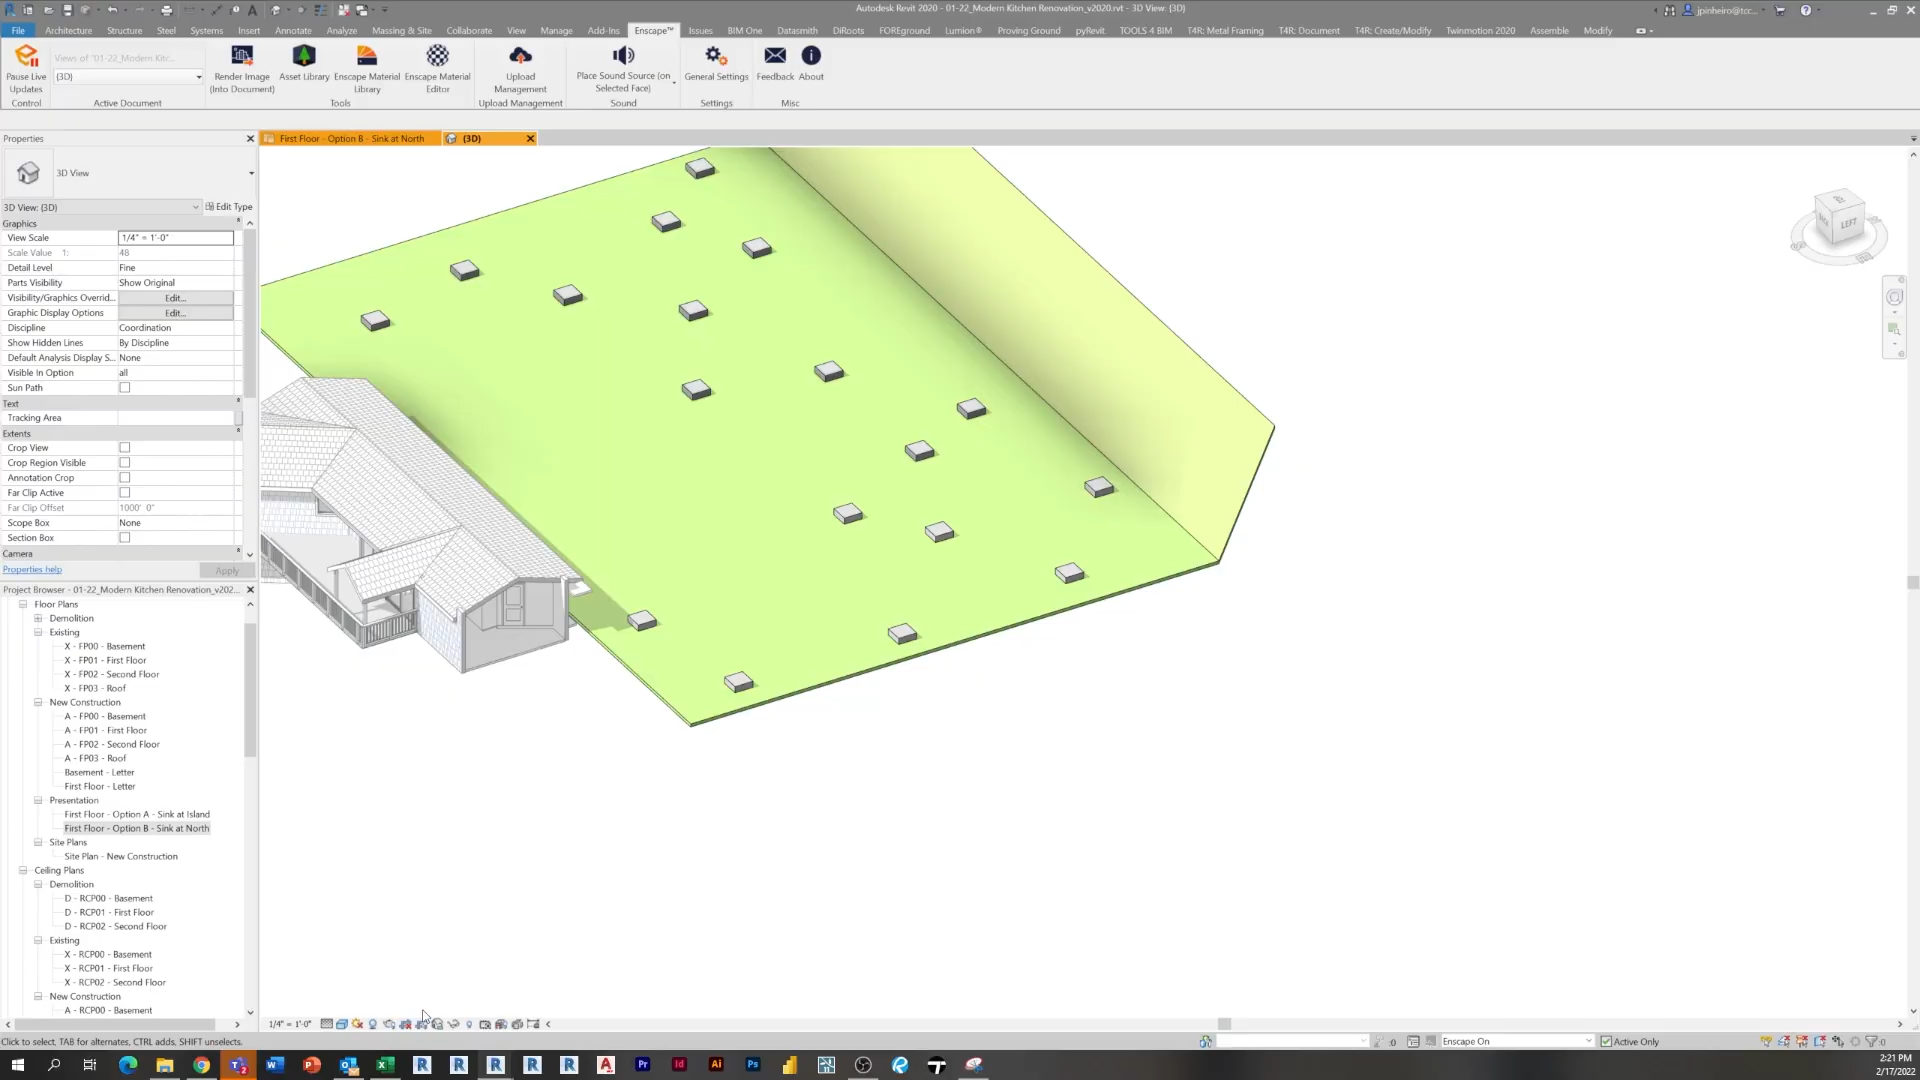 Autodesk Revit 2020 - 01-22_Modern Kitchen Renovation_v2020.rvt - 3D View: {3D}
jpinheiro@tcc...
File Architecture Structure Steel Systems Insert Annotate Analyze Massing & Site Collaborate View Manage Add-Ins Enscape™ Issues BIM One Datasmith DiRoots FOREground Lumion® Proving Ground pyRevit TOOLS 4 BIM T4R: Metal Framing T4R: Document T4R: Create/Modify Twinmotion 2020 Assemble Modify
Views of '01-22_Modern Kitc...
{3D}
Pause Live Updates
Render Image (Into Document)
Asset Library
Enscape Material Library
Enscape Material Editor
Upload Management
Place Sound Source (on Selected Face)
General Settings
Feedback
About
Control Active Document Tools Upload Management Sound Settings Misc
Properties
First Floor - Option B - Sink at North
{3D}
3D View
3D View: {3D}
Edit Type
Graphics
View Scale 1/4" = 1'-0"
Scale Value 1: 48
Detail Level Fine
Parts Visibility Show Original
Visibility/Graphics Overrid... Edit...
Graphic Display Options Edit...
Discipline Coordination
Show Hidden Lines By Discipline
Default Analysis Display S... None
Visible In Option all
Sun Path
Text
Tracking Area
Extents
Crop View
Crop Region Visible
Annotation Crop
Far Clip Active
Far Clip Offset 1000' 0"
Scope Box None
Section Box
Camera
Properties help
Apply
Project Browser - 01-22_Modern Kitchen Renovation_v202...
Floor Plans
Demolition
Existing
X - FP00 - Basement
X - FP01 - First Floor
X - FP02 - Second Floor
X - FP03 - Roof
New Construction
A - FP00 - Basement
A - FP01 - First Floor
A - FP02 - Second Floor
A - FP03 - Roof
Basement - Letter
First Floor - Letter
Presentation
First Floor - Option A - Sink at Island
First Floor - Option B - Sink at North
Site Plans
Site Plan - New Construction
Ceiling Plans
Demolition
D - RCP00 - Basement
D - RCP01 - First Floor
D - RCP02 - Second Floor
Existing
X - RCP00 - Basement
X - RCP01 - First Floor
X - RCP02 - Second Floor
New Construction
A - RCP00 - Basement
LEFT
1/4" = 1'-0"
Click to select, TAB for alternates, CTRL adds, SHIFT unselects.
:0
Enscape On
Active Only
:0
2:21 PM
2/17/2022